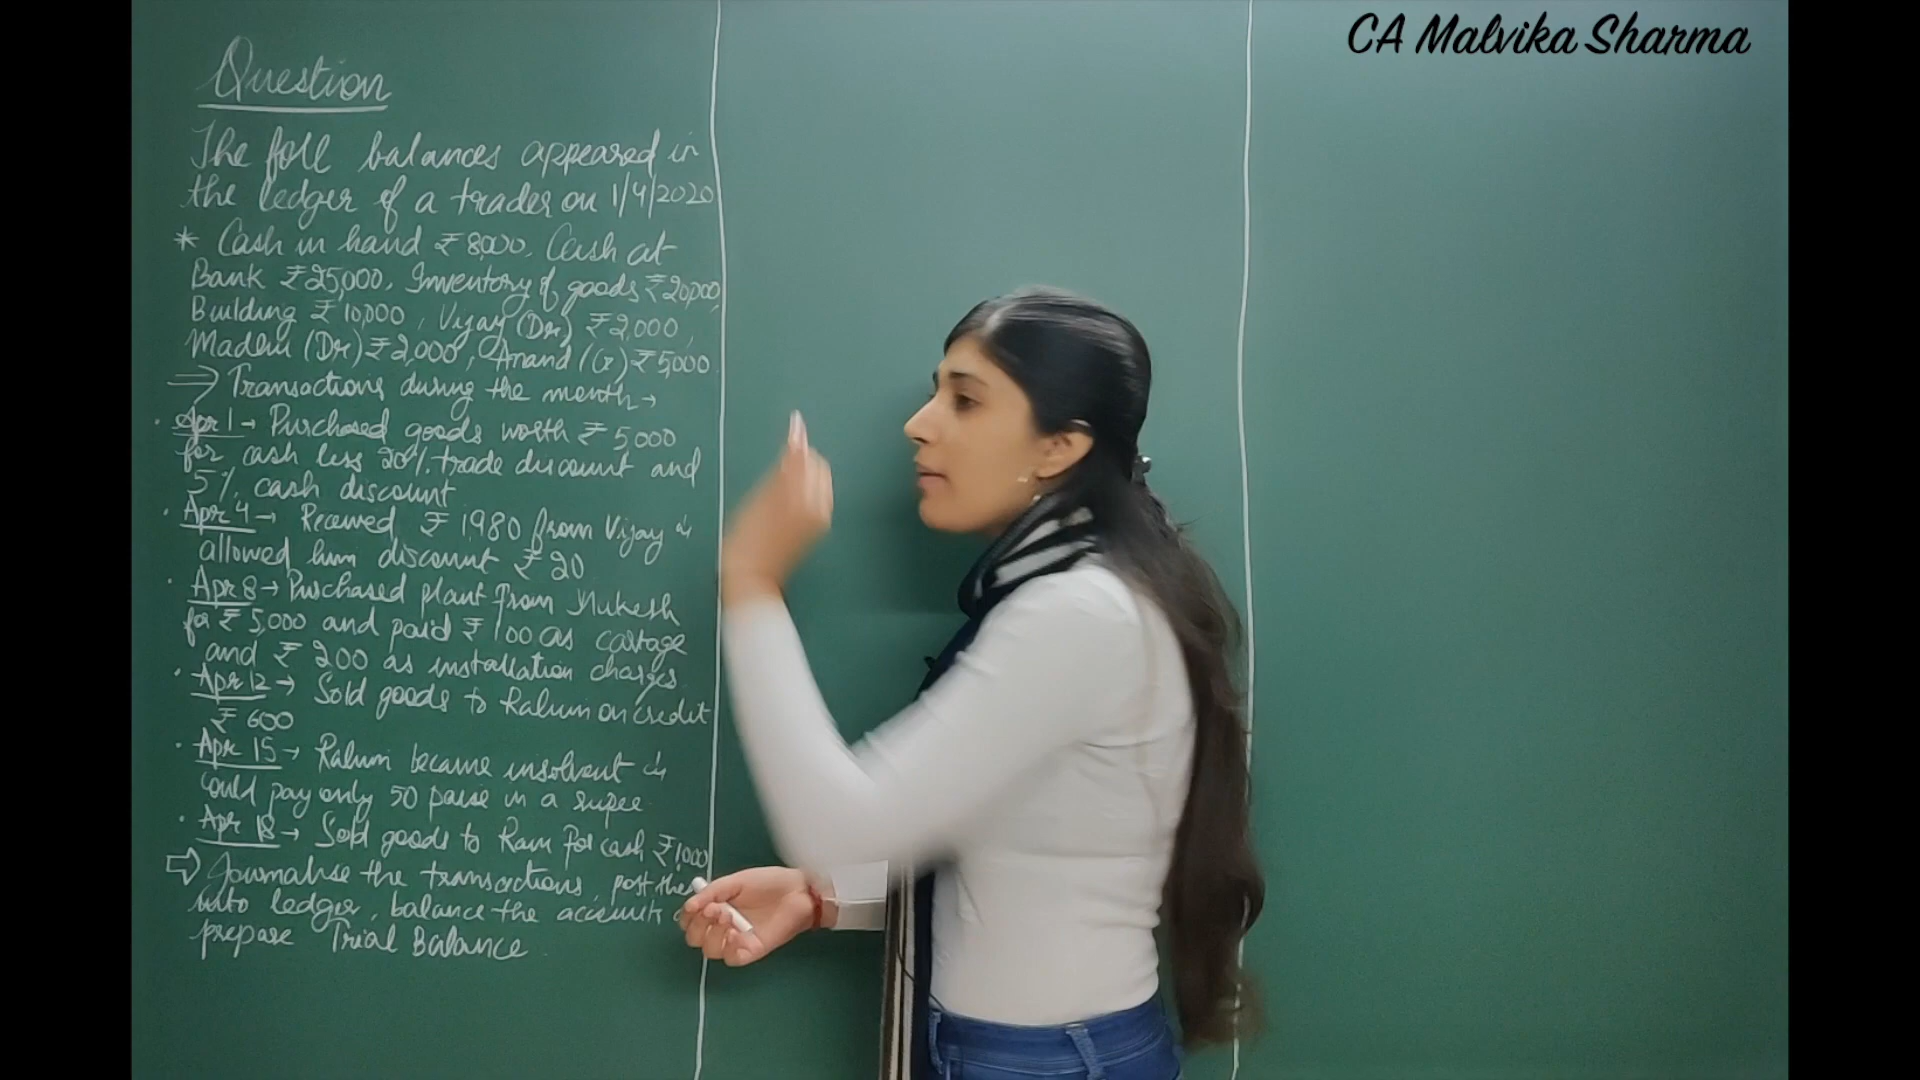 CA Malvika Sharma
Question
The foll balances appeared in
the ledger of a trader on 1/4/2020
* Cash in hand ₹ 8,000, Cash at
Bank ₹ 25,000, Inventory of goods ₹ 20,000,
Building ₹ 10,000, Vijay (Dr) ₹ 2,000,
(Dr) ₹ 2,000, Anand (Cr) ₹ 5,000.
⇒ Transactions during the month →
• Apr 1 → Purchased goods worth ₹ 5,000
for cash less 20% trade discount and
5% cash discount
• Apr 4 → Received ₹ 1,980 from Vijay &
allowed him discount ₹ 20
• Apr 8 → Purchased plant from Mukesh
for ₹ 5,000 and paid ₹ 100 as cartage
and ₹ 200 as installation charges.
• Apr 12 → Sold goods to Rahim on credit
₹ 600
• Apr 15 → Rahim became insolvent &
could pay only 50 paise in a rupee.
• Apr 18 → Sold goods to Ram for cash ₹ 1,000
⇒ Journalise the transactions, post
into ledger, balance the accounts
prepare Trial Balance.